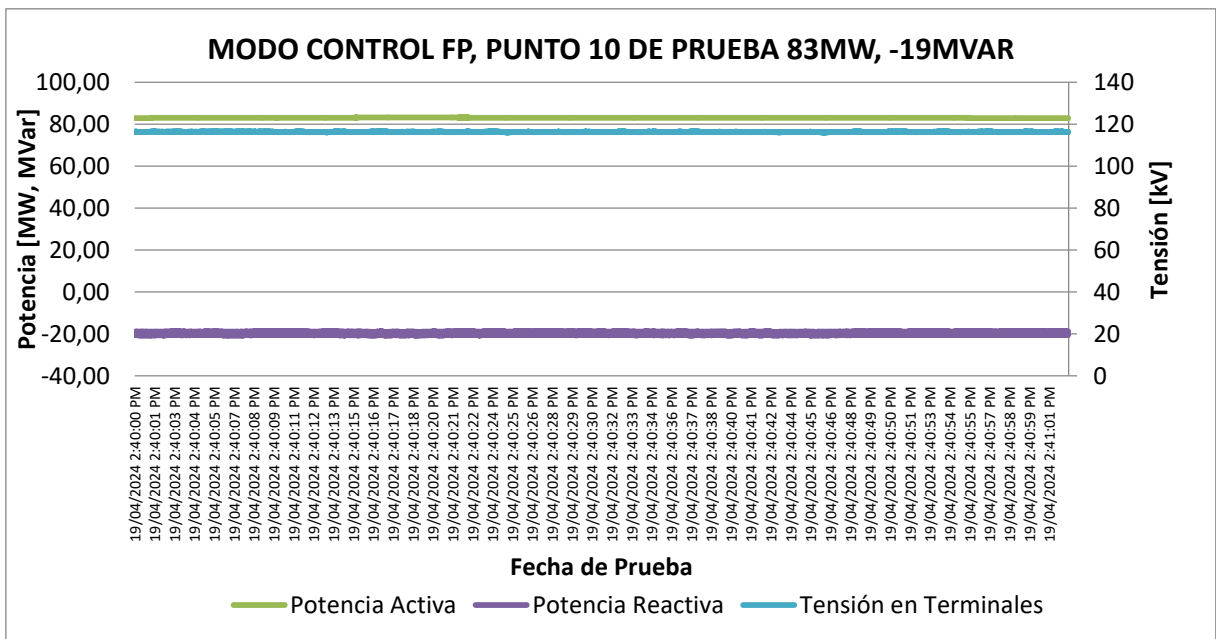 MODO CONTROL FP, PUNTO 10 DE PRUEBA 83MW, -19MVAR
Potencia [MW, MVar]
100,00
80,00
60,00
40,00
20,00
0,00
-20,00
-40,00
140
120
100
80
60
40
20
0
Tensión [kV]
19/04/2024 2:40:00 PM
19/04/2024 2:40:01 PM
19/04/2024 2:40:03 PM
19/04/2024 2:40:04 PM
19/04/2024 2:40:05 PM
19/04/2024 2:40:07 PM
19/04/2024 2:40:08 PM
19/04/2024 2:40:09 PM
19/04/2024 2:40:11 PM
19/04/2024 2:40:12 PM
19/04/2024 2:40:13 PM
19/04/2024 2:40:15 PM
19/04/2024 2:40:16 PM
19/04/2024 2:40:17 PM
19/04/2024 2:40:18 PM
19/04/2024 2:40:20 PM
19/04/2024 2:40:21 PM
19/04/2024 2:40:22 PM
19/04/2024 2:40:24 PM
19/04/2024 2:40:25 PM
19/04/2024 2:40:26 PM
19/04/2024 2:40:28 PM
19/04/2024 2:40:29 PM
19/04/2024 2:40:30 PM
19/04/2024 2:40:32 PM
19/04/2024 2:40:33 PM
19/04/2024 2:40:34 PM
19/04/2024 2:40:36 PM
19/04/2024 2:40:37 PM
19/04/2024 2:40:38 PM
19/04/2024 2:40:40 PM
19/04/2024 2:40:41 PM
19/04/2024 2:40:42 PM
19/04/2024 2:40:44 PM
19/04/2024 2:40:45 PM
19/04/2024 2:40:46 PM
19/04/2024 2:40:48 PM
19/04/2024 2:40:49 PM
19/04/2024 2:40:50 PM
19/04/2024 2:40:51 PM
19/04/2024 2:40:53 PM
19/04/2024 2:40:54 PM
19/04/2024 2:40:55 PM
19/04/2024 2:40:57 PM
19/04/2024 2:40:58 PM
19/04/2024 2:40:59 PM
19/04/2024 2:41:01 PM
Fecha de Prueba
Potencia Activa
Potencia Reactiva
Tensión en Terminales